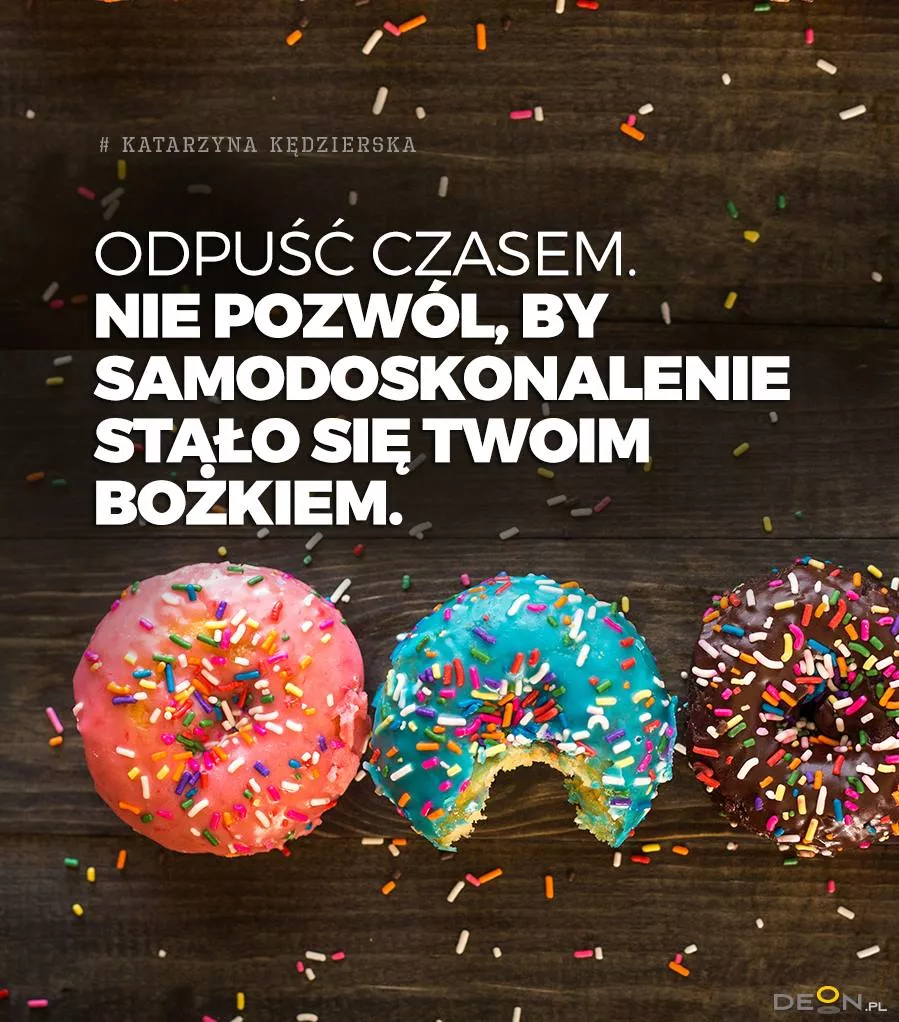 # KATARZYNA KĘDZIERSKA
ODPUŚĆ CZASEM.
NIE POZWÓL, BY
SAMODOSKONALENIE
STAŁO SIĘ TWOIM
BOŻKIEM.
DEON.PL